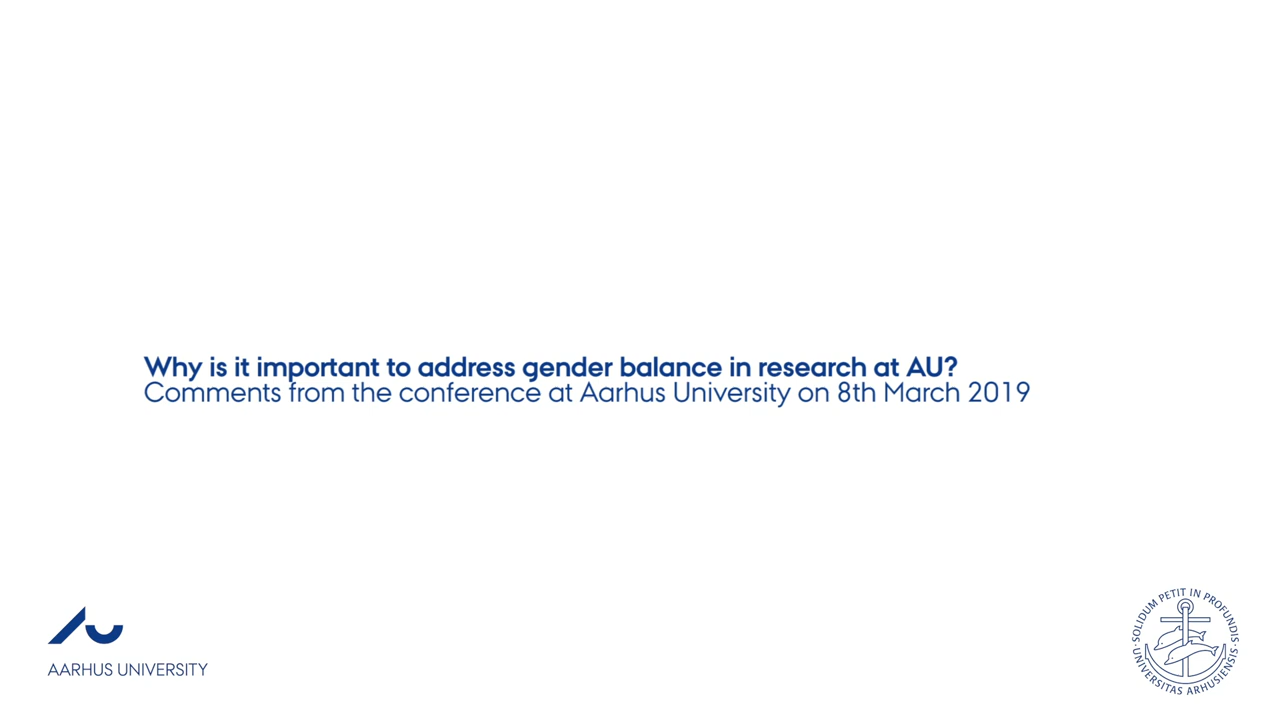 Why is it important to address gender balance in research at AU?
Comments from the conference at Aarhus University on 8th March 2019
AARHUS UNIVERSITY
SOLIDUM PETIT IN PROFUNDIS
· UNIVERSITAS ARHUSIENSIS ·